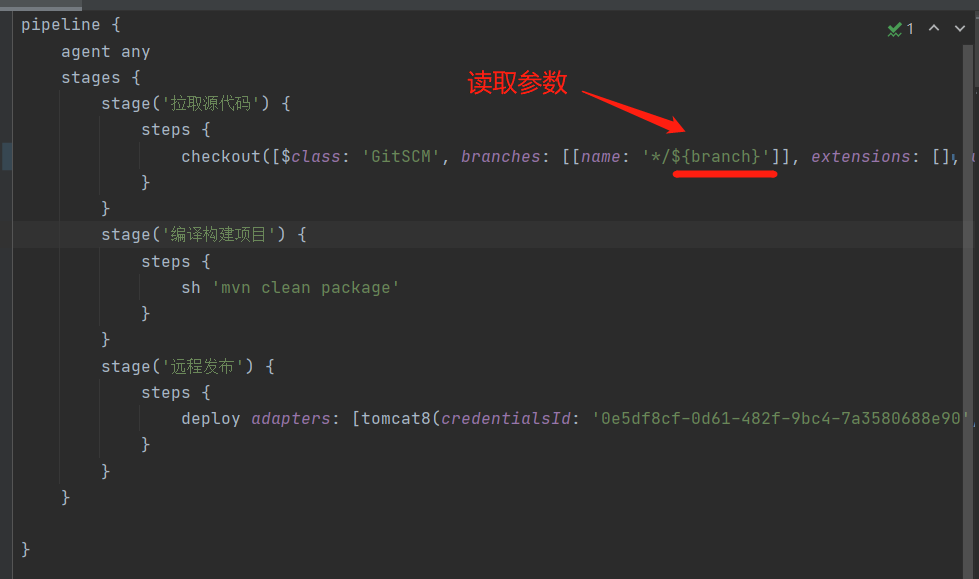 pipeline {
1
agent any
stages {
读取参数
stage('拉取源代码') {
steps {
checkout([$class: 'GitSCM', branches: [[name: '*/${branch}']], extensions: [],
}
}
stage('编译构建项目') {
steps {
sh 'mvn clean package'
}
}
stage('远程发布') {
steps {
deploy adapters: [tomcat8(credentialsId: '0e5df8cf-0d61-482f-9bc4-7a3580688e90',
}
}
}
}